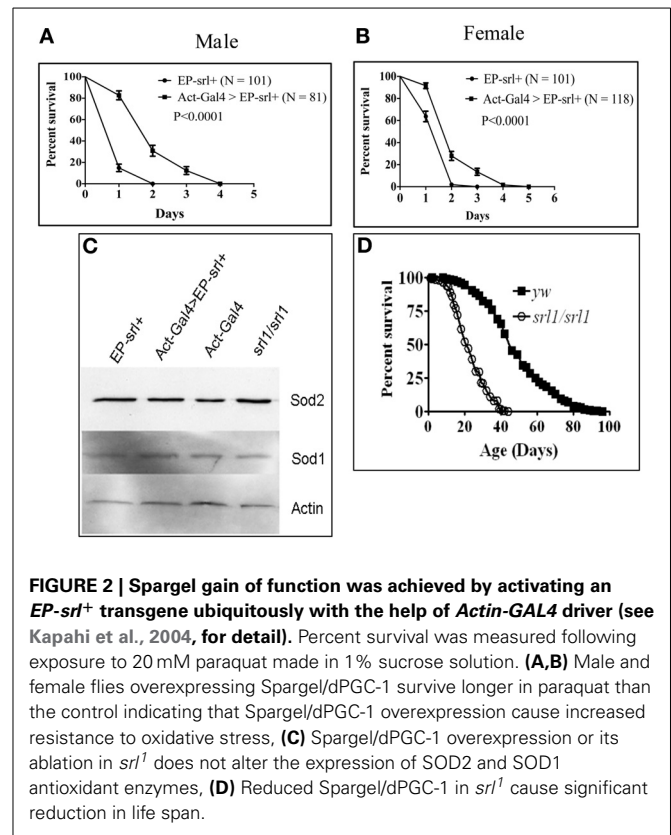 A Male
B Female
EP-srl+ (N = 101)
Act-Gal4 > EP-srl+ (N = 81)
P<0.0001
Percent survival
100
80
60
40
20
0
0 1 2 3 4 5
Days
EP-srl+ (N = 101)
Act-Gal4 > EP-srl+ (N = 118)
P<0.0001
Percent survival
100
80
60
40
20
0
0 1 2 3 4 5 6
Days
C
EP-srl+ Act-Gal4>EP-srl+ Act-Gal4 srl1/srl1
Sod2
Sod1
Actin
D
yw
srl1/srl1
Percent survival
100
75
50
25
0
0 20 40 60 80 100
Age (Days)
FIGURE 2 | Spargel gain of function was achieved by activating an
EP-srl+ transgene ubiquitously with the help of Actin-GAL4 driver (see
Kapahi et al., 2004, for detail). Percent survival was measured following
exposure to 20 mM paraquat made in 1% sucrose solution. (A,B) Male and
female flies overexpressing Spargel/dPGC-1 survive longer in paraquat than
the control indicating that Spargel/dPGC-1 overexpression cause increased
resistance to oxidative stress, (C) Spargel/dPGC-1 overexpression or its
ablation in srl1 does not alter the expression of SOD2 and SOD1
antioxidant enzymes, (D) Reduced Spargel/dPGC-1 in srl1 cause significant
reduction in life span.